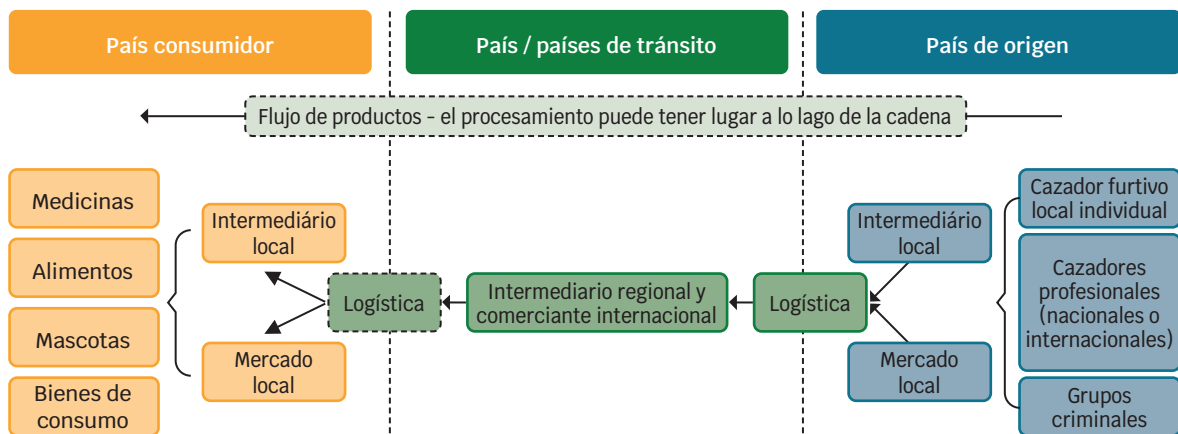 País consumidor
País / países de tránsito
País de origen
Flujo de productos - el procesamiento puede tener lugar a lo lago de la cadena
Medicinas
Alimentos
Mascotas
Bienes de
consumo
Intermediário
local
Mercado
local
Logística
Intermediario regional y
comerciante internacional
Logística
Intermediário
local
Mercado
local
Cazador furtivo
local individual
Cazadores
profesionales
(nacionales o
internacionales)
Grupos
criminales